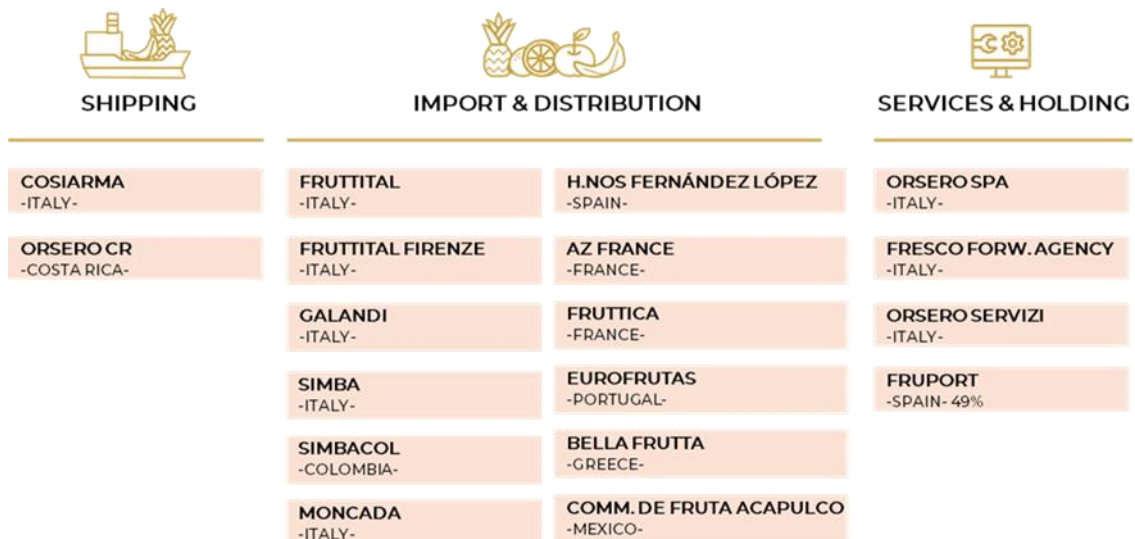 SHIPPING
COSIARMA
-ITALY-
ORSERO CR
-COSTA RICA-
IMPORT & DISTRIBUTION
FRUTTITAL
-ITALY-
FRUTTITAL FIRENZE
-ITALY-
GALANDI
-ITALY-
SIMBA
-ITALY-
SIMBACOL
-COLOMBIA-
MONCADA
-ITALY-
H.NOS FERNÁNDEZ LÓPEZ
-SPAIN-
AZ FRANCE
-FRANCE-
FRUTTICA
-FRANCE-
EUROFRUTAS
-PORTUGAL-
BELLA FRUTTA
-GREECE-
COMM. DE FRUTA ACAPULCO
-MEXICO-
SERVICES & HOLDING
ORSERO SPA
-ITALY-
FRESCO FORW. AGENCY
-ITALY-
ORSERO SERVIZI
-ITALY-
FRUPORT
-SPAIN- 49%